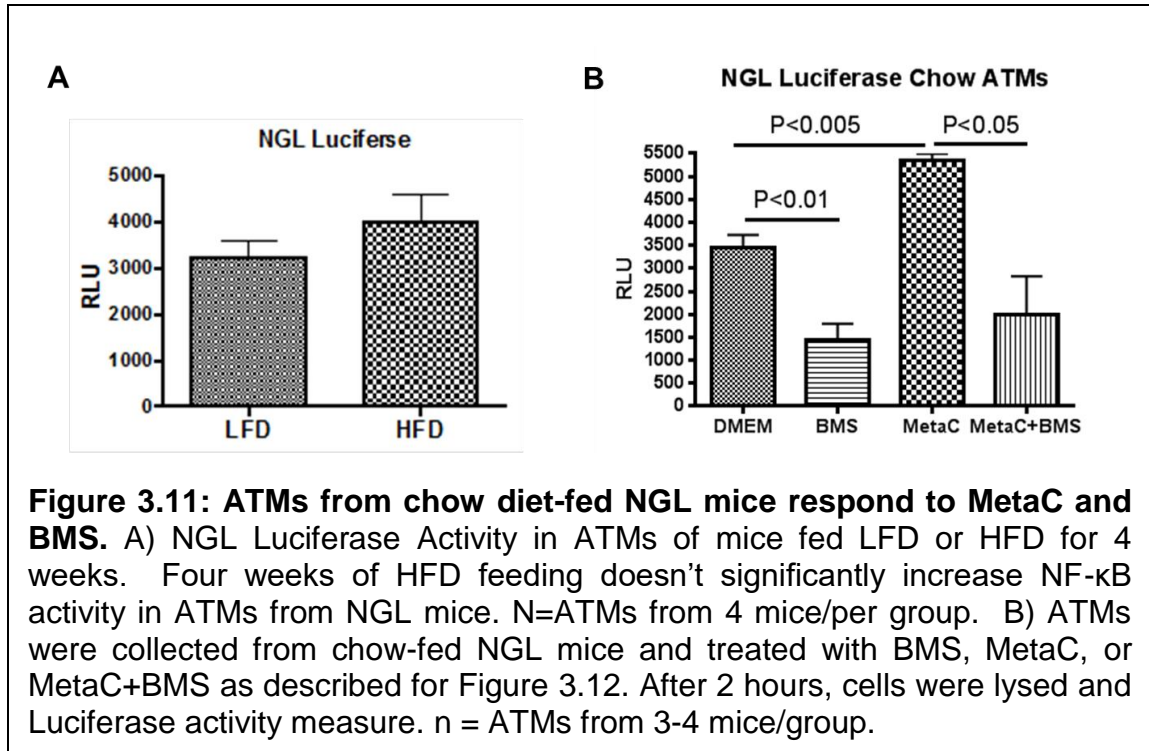 A
NGL Luciferse
5000
4000
3000
2000
1000
0
RLU
LFD HFD
B
NGL Luciferase Chow ATMs
P<0.005 P<0.05
P<0.01
5500
5000
4500
4000
3500
3000
2500
2000
1500
1000
500
0
RLU
DMEM BMS MetaC MetaC+BMS
Figure 3.11: ATMs from chow diet-fed NGL mice respond to MetaC and
BMS. A) NGL Luciferase Activity in ATMs of mice fed LFD or HFD for 4
weeks. Four weeks of HFD feeding doesn’t significantly increase NF-κB
activity in ATMs from NGL mice. N=ATMs from 4 mice/per group. B) ATMs
were collected from chow-fed NGL mice and treated with BMS, MetaC, or
MetaC+BMS as described for Figure 3.12. After 2 hours, cells were lysed and
Luciferase activity measure. n = ATMs from 3-4 mice/group.